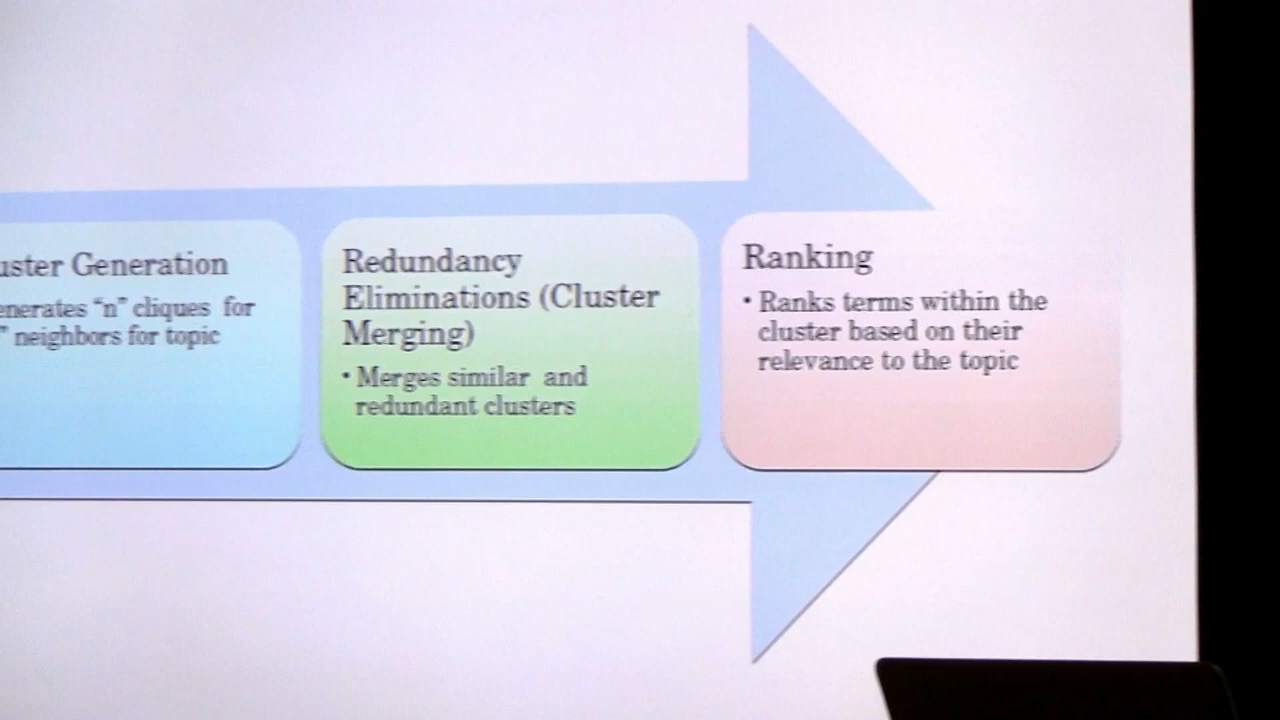 uster Generation
enerates "n" cliques for
" neighbors for topic
Redundancy
Eliminations (Cluster
Merging)
• Merges similar and
redundant clusters
Ranking
• Ranks terms within the
cluster based on their
relevance to the topic